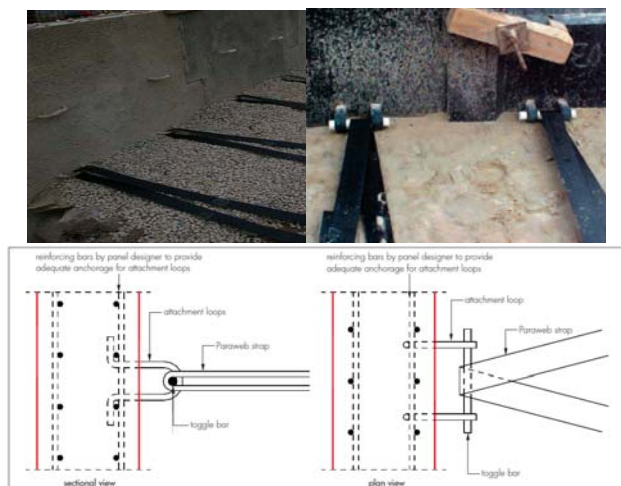 reinforcing bars by panel designer to provide
adequate anchorage for attachment loops
attachment loops
Paraweb strap
toggle bar
sectional view
reinforcing bars by panel designer to provide
adequate anchorage for attachment loops
attachment loop
Paraweb strap
toggle bar
plan view